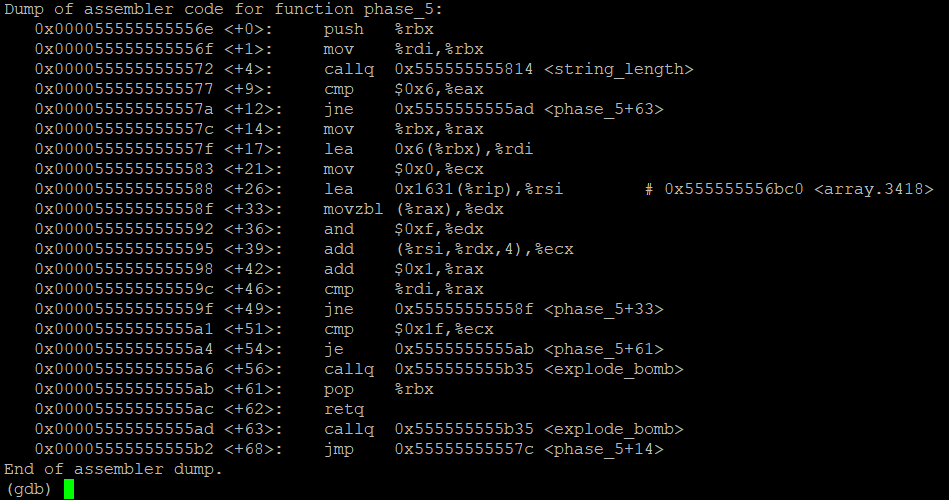 Dump of assembler code for function phase_5:
   0x000055555555556e <+0>:     push   %rbx
   0x000055555555556f <+1>:     mov    %rdi,%rbx
   0x0000555555555572 <+4>:     callq  0x555555555814 <string_length>
   0x0000555555555577 <+9>:     cmp    $0x6,%eax
   0x000055555555557a <+12>:    jne    0x5555555555ad <phase_5+63>
   0x000055555555557c <+14>:    mov    %rbx,%rax
   0x000055555555557f <+17>:    lea    0x6(%rbx),%rdi
   0x0000555555555583 <+21>:    mov    $0x0,%ecx
   0x0000555555555588 <+26>:    lea    0x1631(%rip),%rsi        # 0x555555556bc0 <array.3418>
   0x000055555555558f <+33>:    movzbl (%rax),%edx
   0x0000555555555592 <+36>:    and    $0xf,%edx
   0x0000555555555595 <+39>:    add    (%rsi,%rdx,4),%ecx
   0x0000555555555598 <+42>:    add    $0x1,%rax
   0x000055555555559c <+46>:    cmp    %rdi,%rax
   0x000055555555559f <+49>:    jne    0x55555555558f <phase_5+33>
   0x00005555555555a1 <+51>:    cmp    $0x1f,%ecx
   0x00005555555555a4 <+54>:    je     0x5555555555ab <phase_5+61>
   0x00005555555555a6 <+56>:    callq  0x555555555b35 <explode_bomb>
   0x00005555555555ab <+61>:    pop    %rbx
   0x00005555555555ac <+62>:    retq
   0x00005555555555ad <+63>:    callq  0x555555555b35 <explode_bomb>
   0x00005555555555b2 <+68>:    jmp    0x55555555557c <phase_5+14>
End of assembler dump.
(gdb)